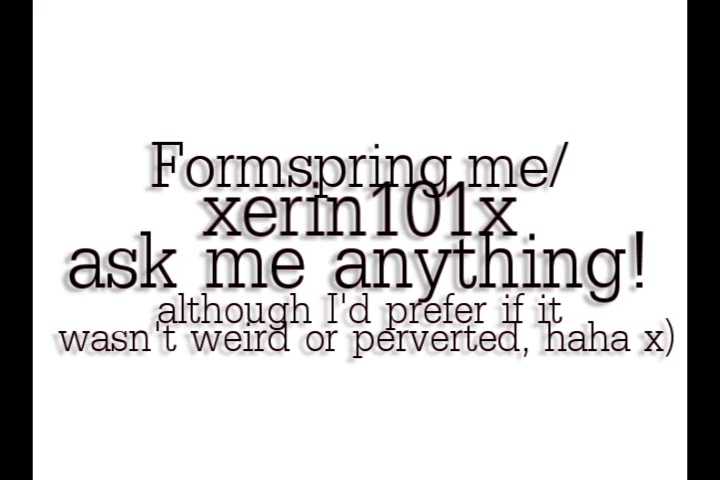 Formspring me/
xerin101x
ask me anything!
although I'd prefer if it
wasn't weird or perverted, haha x)